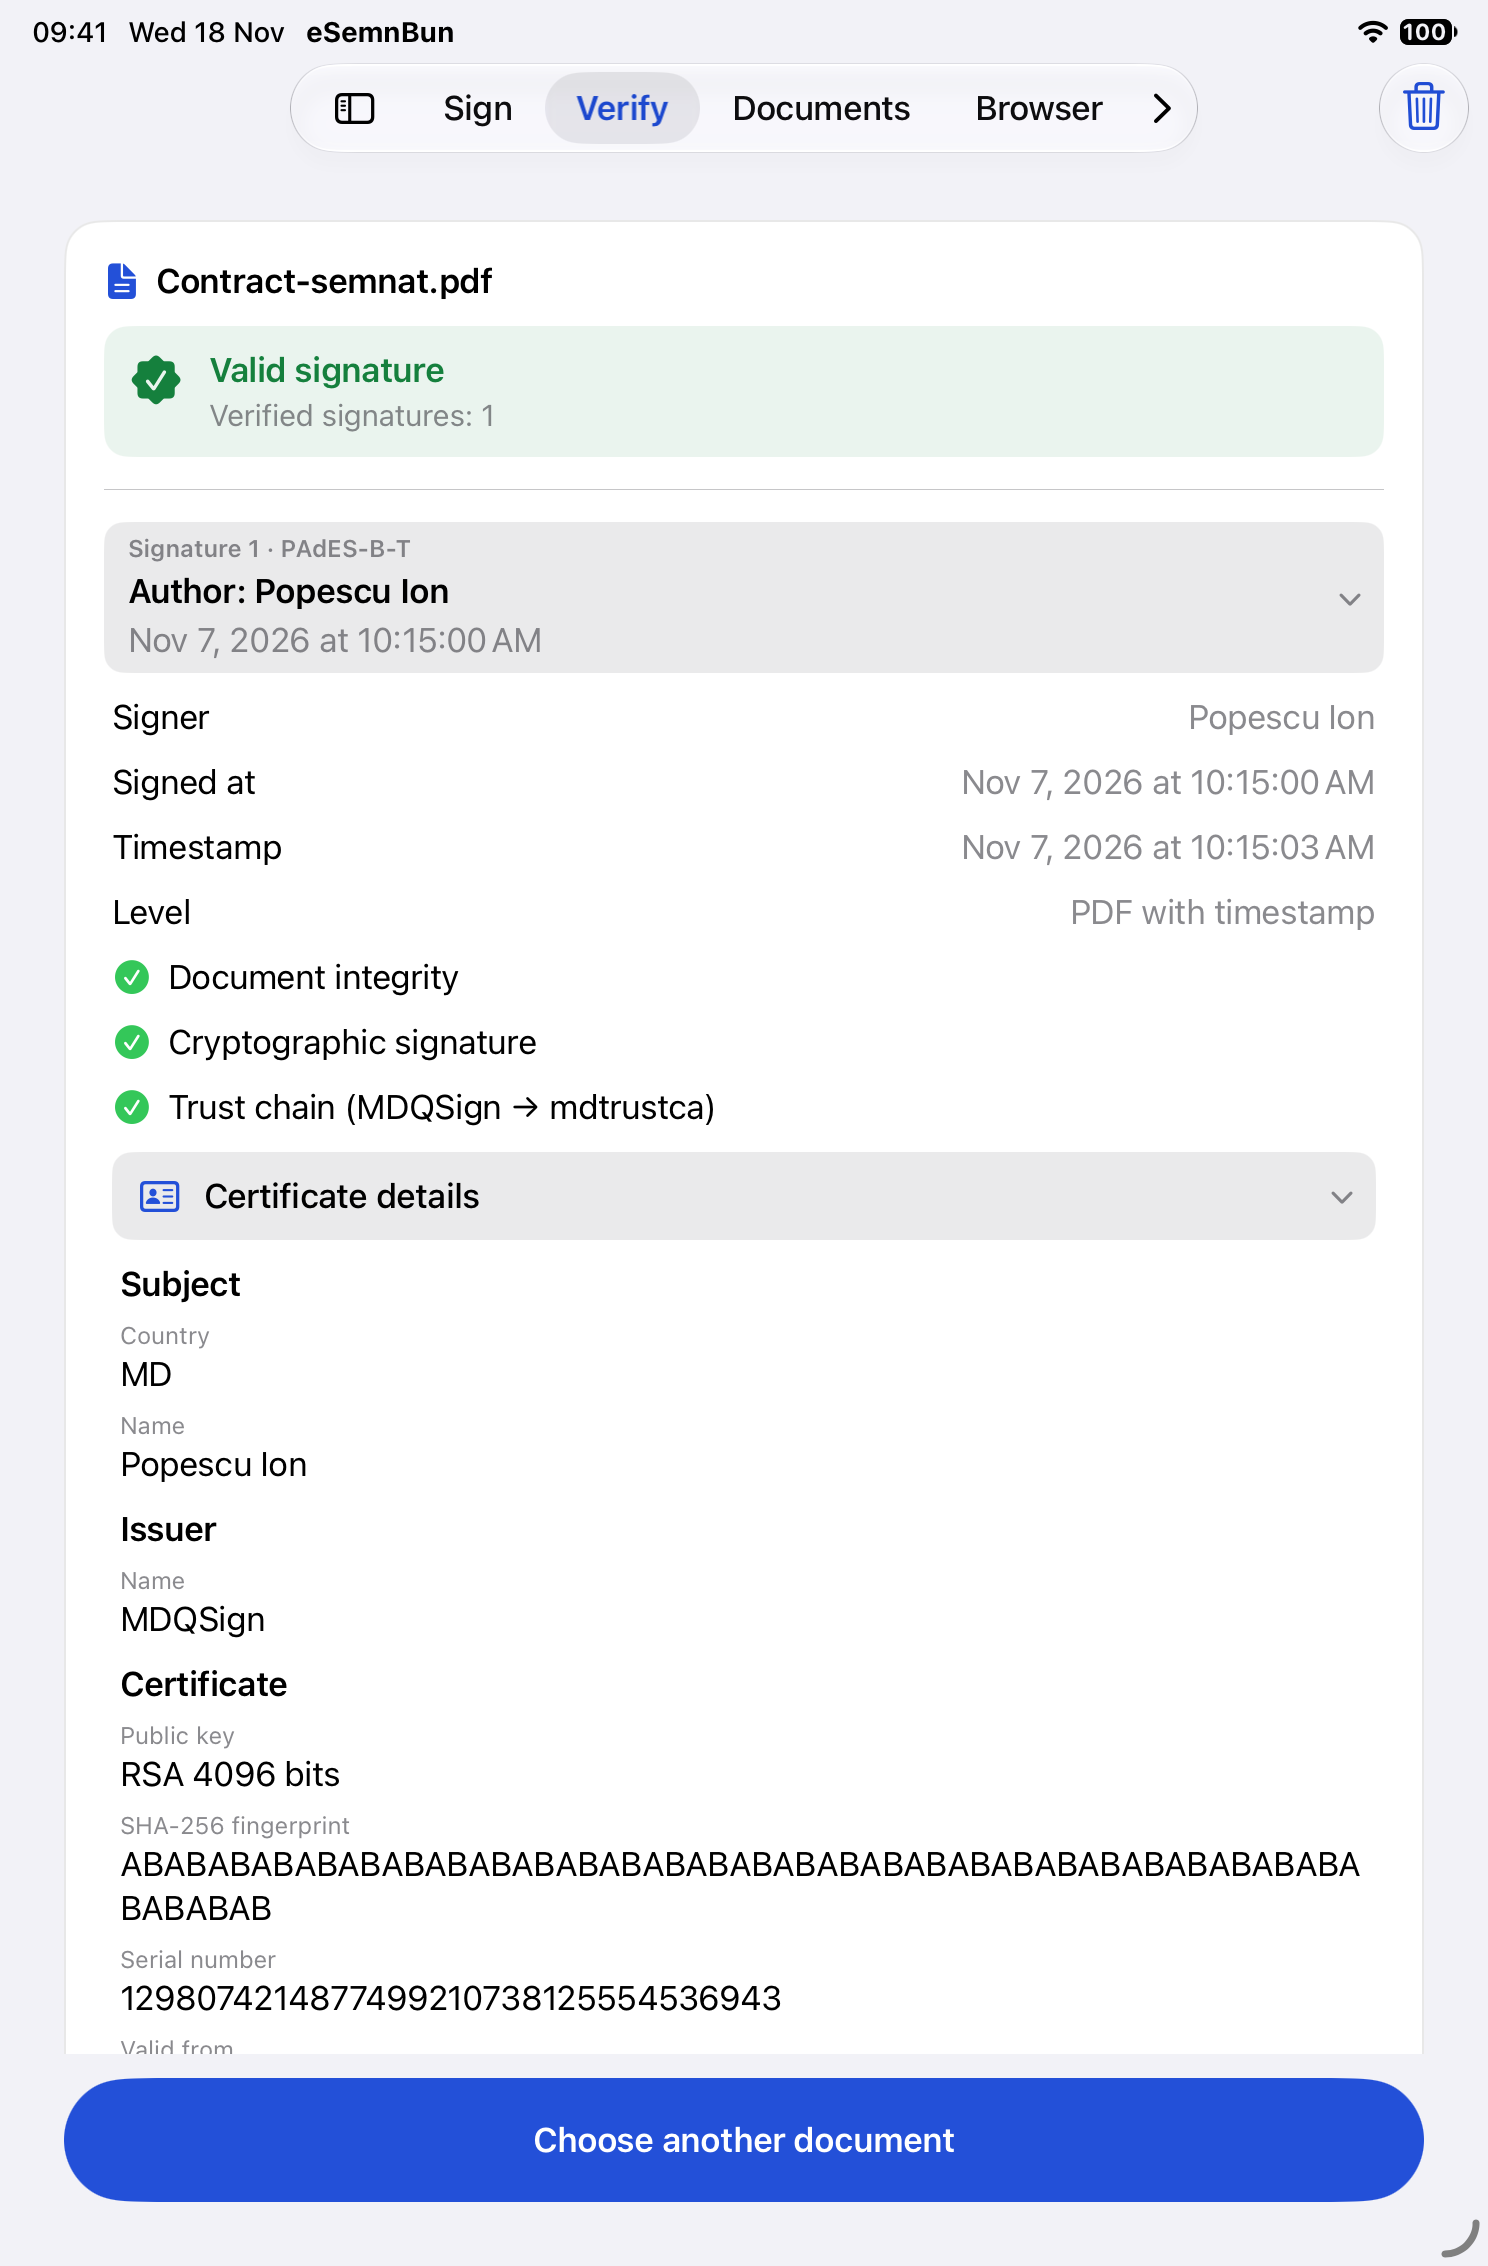 09:41 Wed 18 Nov eSemnBun 100
Sign Verify Documents Browser
Contract-semnat.pdf
Valid signature
Verified signatures: 1
Signature 1 · PAdES-B-T
Author: Popescu Ion
Nov 7, 2026 at 10:15:00 AM
Signer Popescu Ion
Signed at Nov 7, 2026 at 10:15:00 AM
Timestamp Nov 7, 2026 at 10:15:03 AM
Level PDF with timestamp
Document integrity
Cryptographic signature
Trust chain (MDQSign → mdtrustca)
Certificate details
Subject
Country
MD
Name
Popescu Ion
Issuer
Name
MDQSign
Certificate
Public key
RSA 4096 bits
SHA-256 fingerprint
ABABABABABABABABABABABABABABABABABABABABABABABABABABABABA
BABABAB
Serial number
129807421487749921073812555453​6943
Valid from
Choose another document